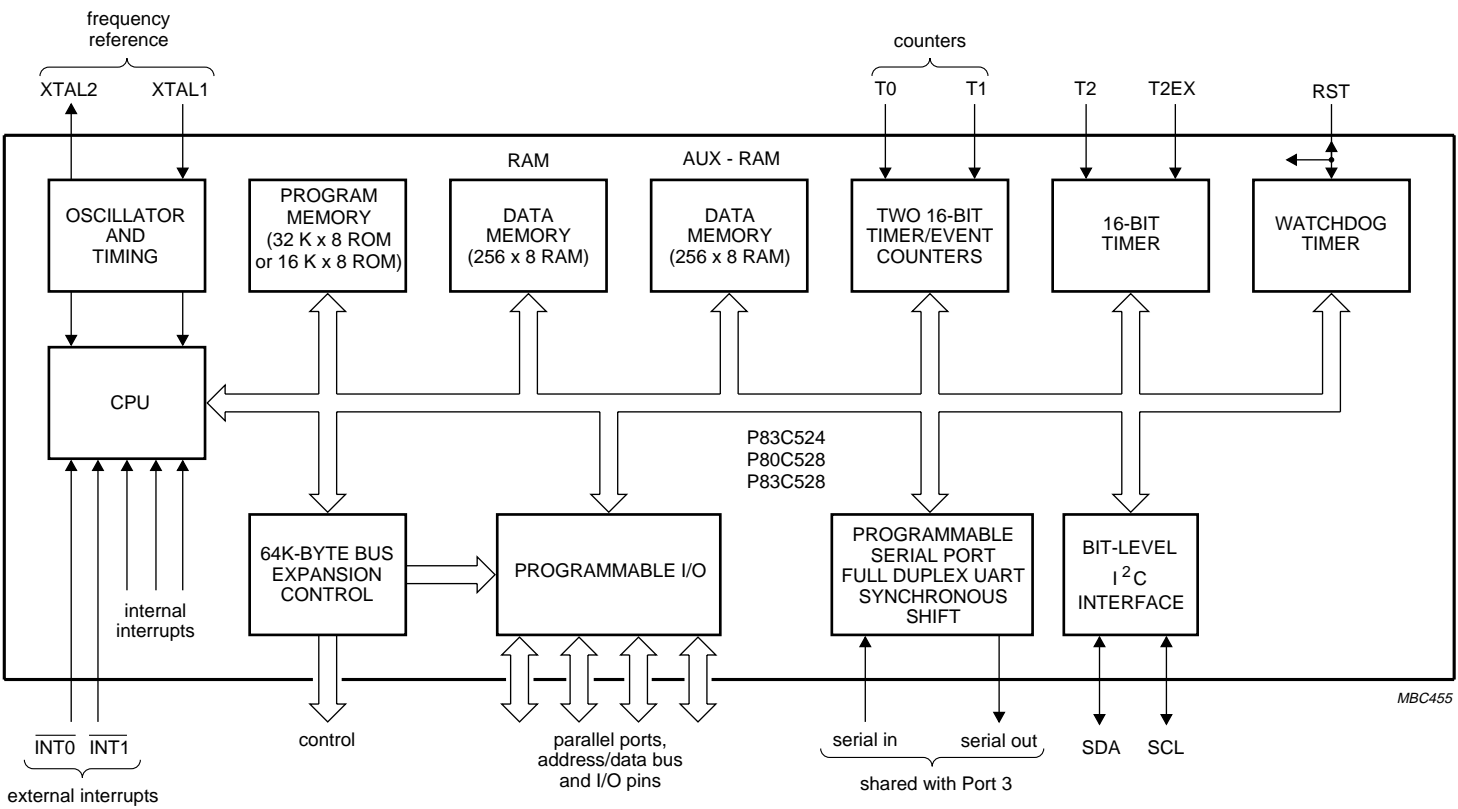 frequency
reference
counters
XTAL2
XTAL1
T0
T1
T2
T2EX
RST
RAM
AUX - RAM
OSCILLATOR
AND
TIMING
PROGRAM
MEMORY
(32 K x 8 ROM
or 16 K x 8 ROM)
DATA
MEMORY
(256 x 8 RAM)
DATA
MEMORY
(256 x 8 RAM)
TWO 16-BIT
TIMER/EVENT
COUNTERS
16-BIT
TIMER
WATCHDOG
TIMER
CPU
P83C524
P80C528
P83C528
internal
interrupts
64K-BYTE BUS
EXPANSION
CONTROL
PROGRAMMABLE I/O
PROGRAMMABLE
SERIAL PORT
FULL DUPLEX UART
SYNCHRONOUS
SHIFT
BIT-LEVEL
I²C
INTERFACE
MBC455
INT0
INT1
external interrupts
control
parallel ports,
address/data bus
and I/O pins
serial in
serial out
shared with Port 3
SDA
SCL